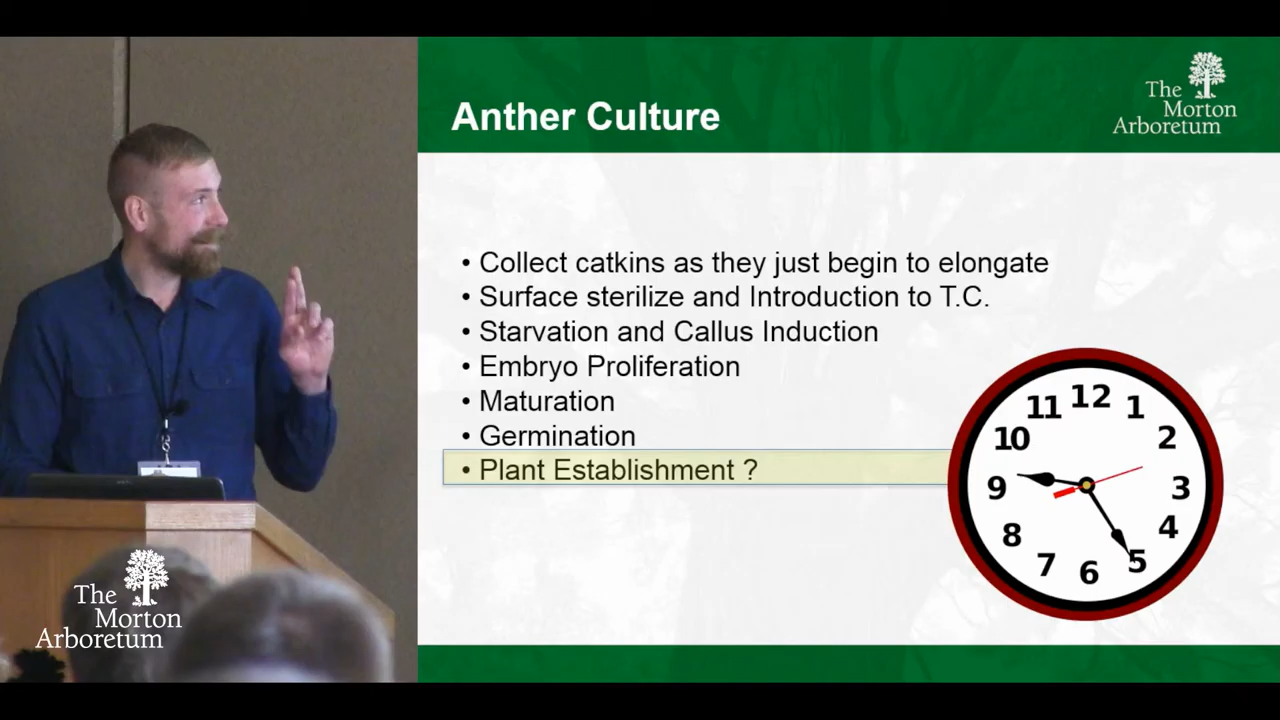 Anther Culture
The
Morton
Arboretum
• Collect catkins as they just begin to elongate
• Surface sterilize and Introduction to T.C.
• Starvation and Callus Induction
• Embryo Proliferation
• Maturation
• Germination
• Plant Establishment ?
12
1
2
3
4
5
6
7
8
9
10
11
The
Morton
Arboretum